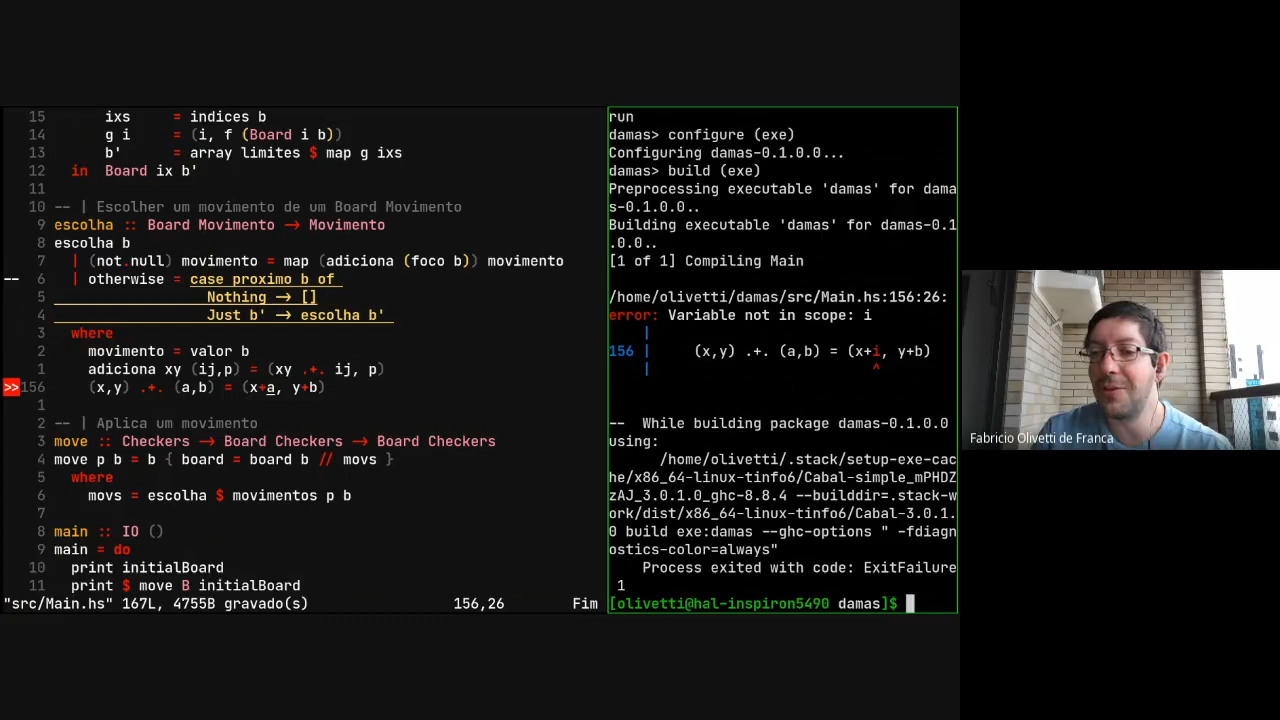 15 ixs = indices b
14 g i = (i, f (Board i b))
13 b' = array limites $ map g ixs
12 in Board ix b'
11
10 -- | Escolher um movimento de um Board Movimento
9 escolha :: Board Movimento → Movimento
8 escolha b
7 | (not.null) movimento = map (adiciona (foco b)) movimento
-- 6 | otherwise = case proximo b of
5 Nothing → []
4 Just b' → escolha b'
3 where
2 movimento = valor b
1 adiciona xy (ij,p) = (xy .+. ij, p)
>>156 (x,y) .+. (a,b) = (x+a, y+b)
1
2 -- | Aplica um movimento
3 move :: Checkers → Board Checkers → Board Checkers
4 move p b = b { board = board b // movs }
5 where
6 movs = escolha $ movimentos p b
7
8 main :: IO ()
9 main = do
10 print initialBoard
11 print $ move B initialBoard
"src/Main.hs" 167L, 4755B gravado(s) 156,26 Fim
run
damas> configure (exe)
Configuring damas-0.1.0.0...
damas> build (exe)
Preprocessing executable 'damas' for dama
s-0.1.0.0..
Building executable 'damas' for damas-0.1
.0.0..
[1 of 1] Compiling Main
/home/olivetti/damas/src/Main.hs:156:26:
error: Variable not in scope: i
|
156 | (x,y) .+. (a,b) = (x+i, y+b)
| ^
-- While building package damas-0.1.0.0
using:
/home/olivetti/.stack/setup-exe-cac
he/x86_64-linux-tinfo6/Cabal-simple_mPHDZ
zAJ_3.0.1.0_ghc-8.8.4 --builddir=.stack-w
ork/dist/x86_64-linux-tinfo6/Cabal-3.0.1.
0 build exe:damas --ghc-options " -fdiagn
ostics-color=always"
Process exited with code: ExitFailure
1
[olivetti@hal-inspiron5490 damas]$
Fabricio Olivetti de Franca